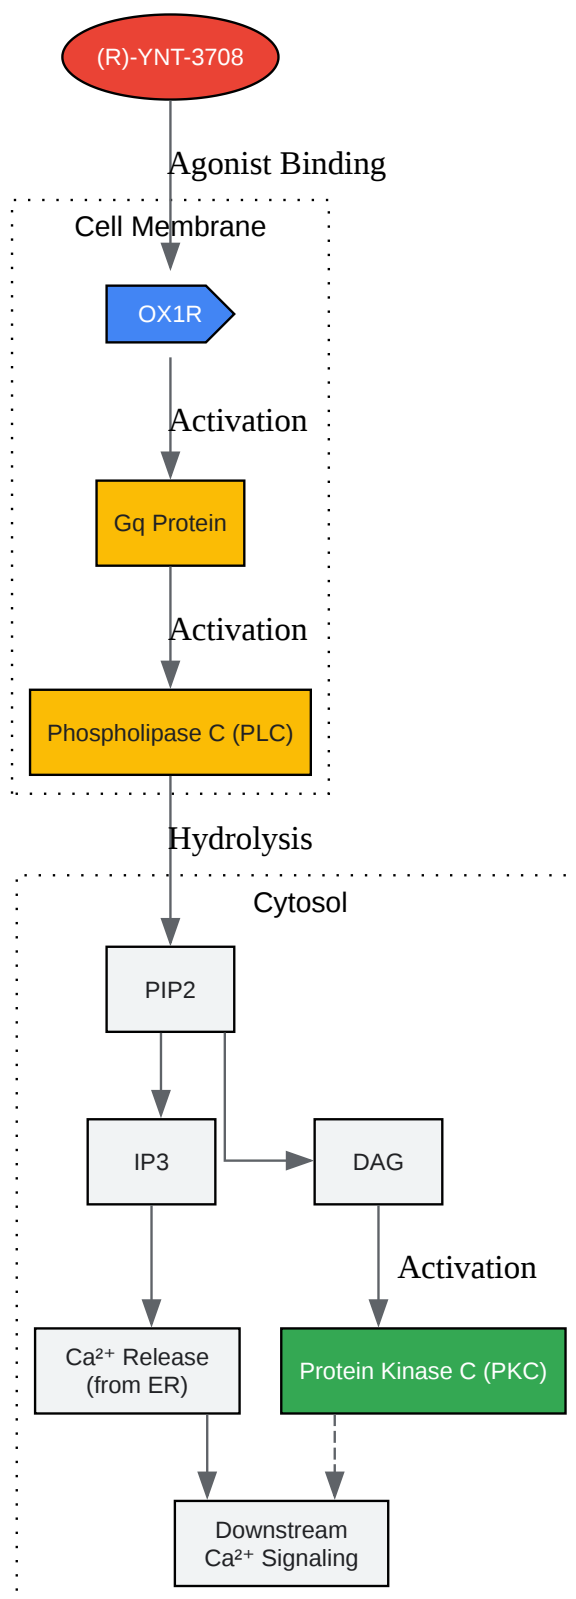 (R)-YNT-3708
Agonist Binding
Cell Membrane
OX1R
Activation
Gq Protein
Activation
Phospholipase C (PLC)
Hydrolysis
Cytosol
PIP2
IP3
DAG
Activation
Ca²⁺ Release
(from ER)
Protein Kinase C (PKC)
Downstream
Ca²⁺ Signaling